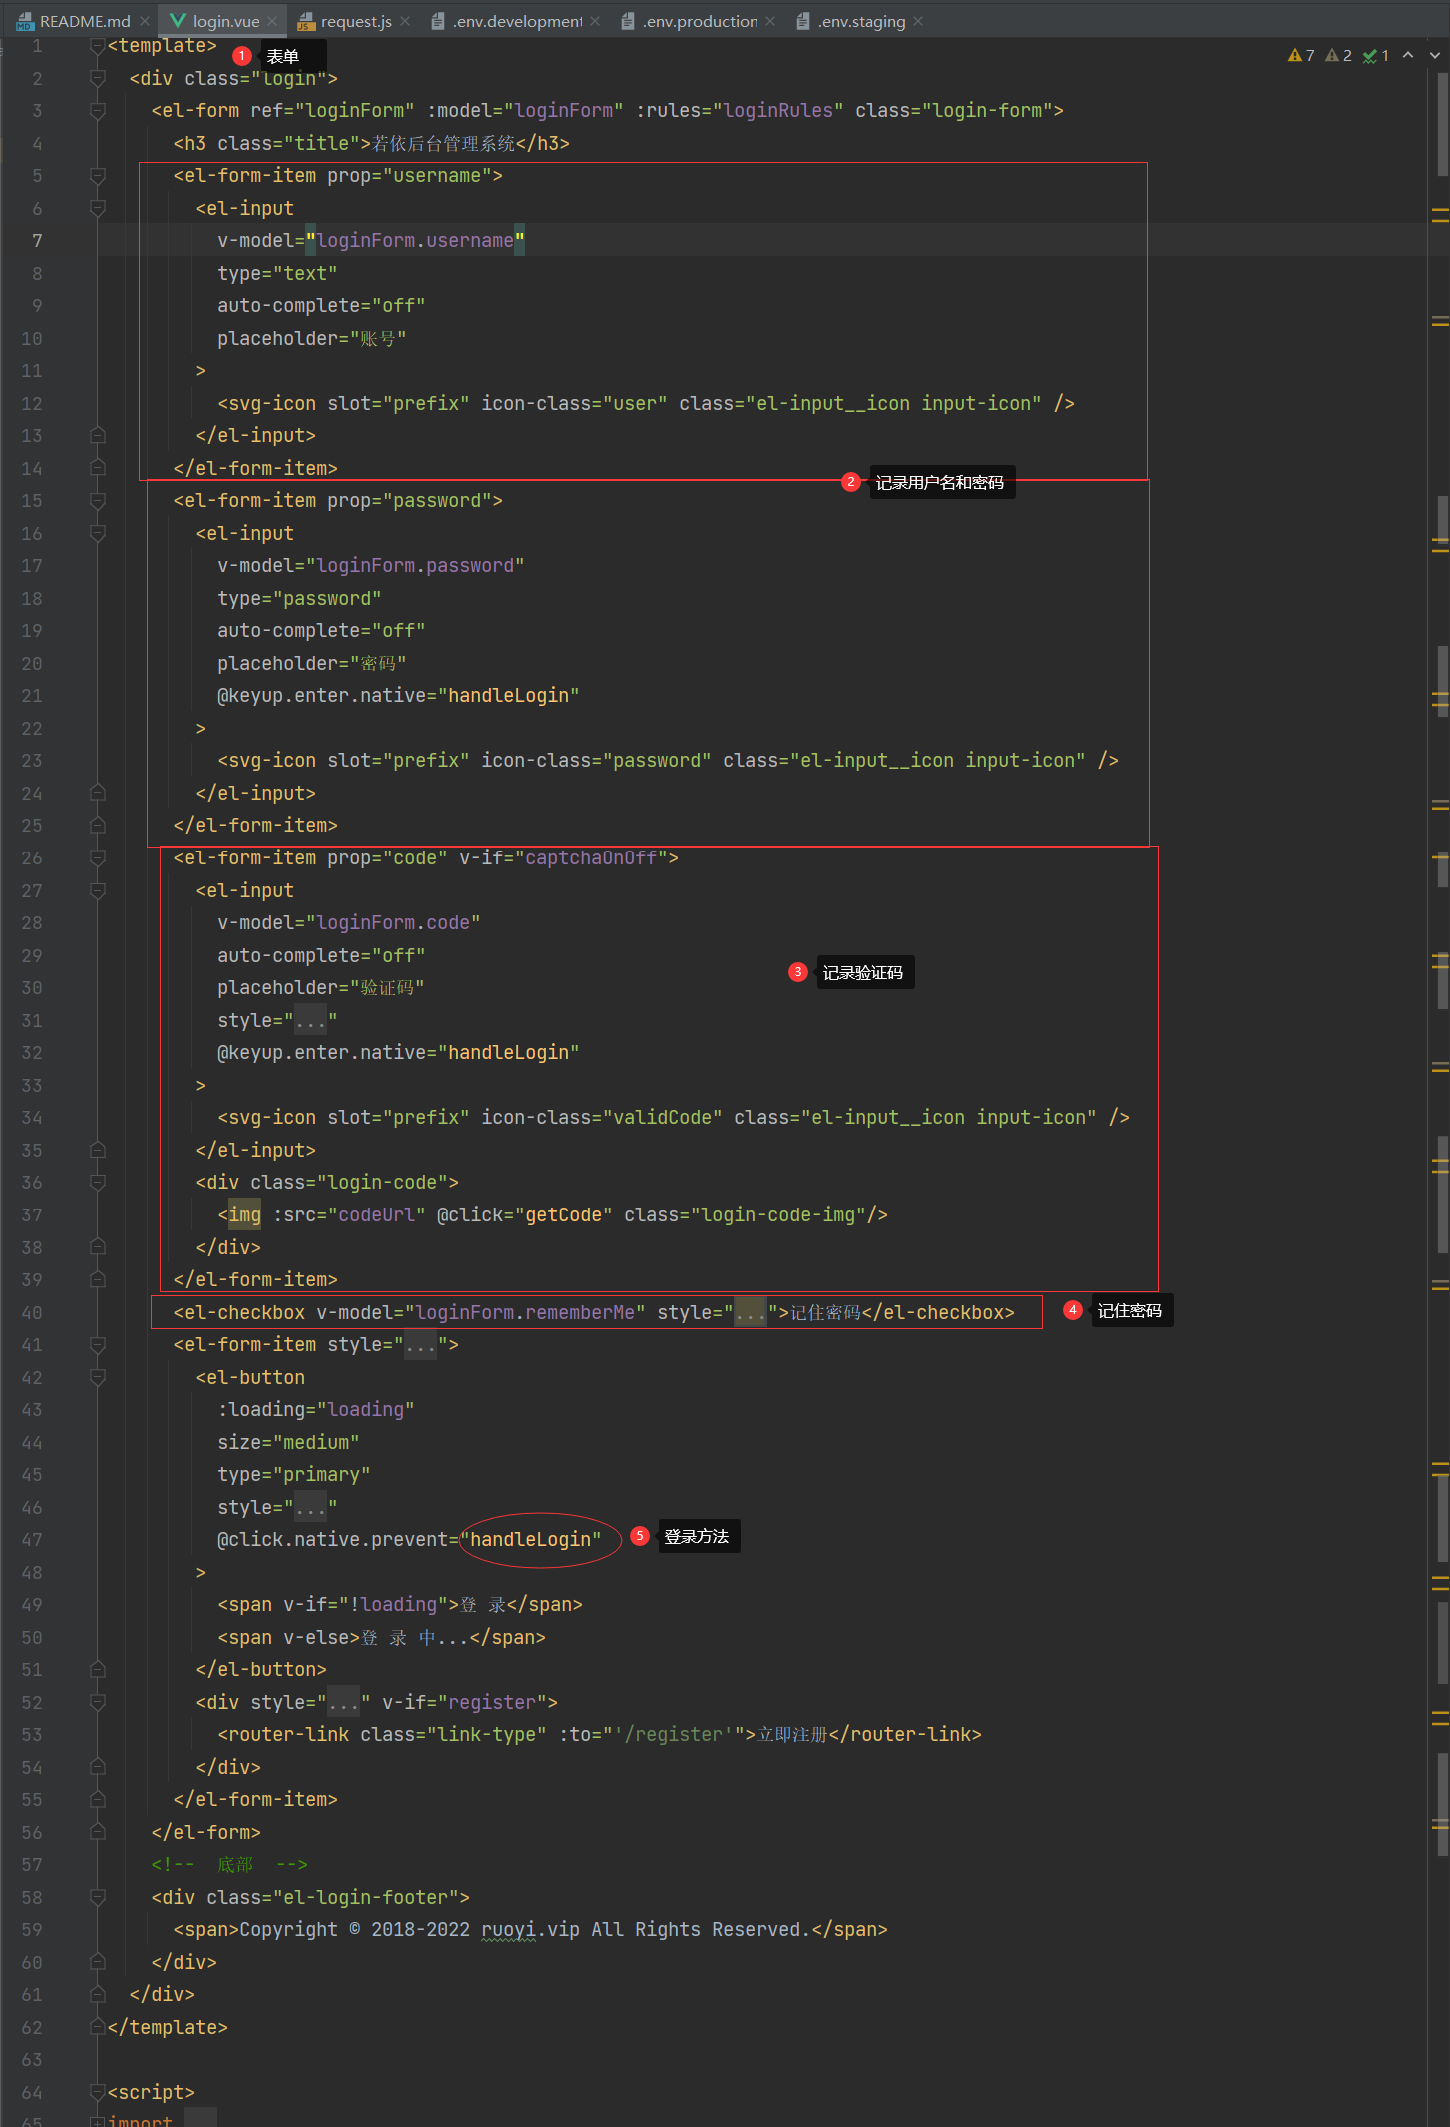 README.md login.vue request.js .env.development .env.production .env.staging
7 2 1
1 <template>
1 表单
2 <div class="login">
3 <el-form ref="loginForm" :model="loginForm" :rules="loginRules" class="login-form">
4 <h3 class="title">若依后台管理系统</h3>
5 <el-form-item prop="username">
6 <el-input
7 v-model="loginForm.username"
8 type="text"
9 auto-complete="off"
10 placeholder="账号"
11 >
12 <svg-icon slot="prefix" icon-class="user" class="el-input__icon input-icon" />
13 </el-input>
14 </el-form-item>
2 记录用户名和密码
15 <el-form-item prop="password">
16 <el-input
17 v-model="loginForm.password"
18 type="password"
19 auto-complete="off"
20 placeholder="密码"
21 @keyup.enter.native="handleLogin"
22 >
23 <svg-icon slot="prefix" icon-class="password" class="el-input__icon input-icon" />
24 </el-input>
25 </el-form-item>
26 <el-form-item prop="code" v-if="captchaOnOff">
27 <el-input
28 v-model="loginForm.code"
29 auto-complete="off"
3 记录验证码
30 placeholder="验证码"
31 style="..."
32 @keyup.enter.native="handleLogin"
33 >
34 <svg-icon slot="prefix" icon-class="validCode" class="el-input__icon input-icon" />
35 </el-input>
36 <div class="login-code">
37 <img :src="codeUrl" @click="getCode" class="login-code-img"/>
38 </div>
39 </el-form-item>
40 <el-checkbox v-model="loginForm.rememberMe" style="...">记住密码</el-checkbox> 4 记住密码
41 <el-form-item style="...">
42 <el-button
43 :loading="loading"
44 size="medium"
45 type="primary"
46 style="..."
47 @click.native.prevent="handleLogin" 5 登录方法
48 >
49 <span v-if="!loading">登 录</span>
50 <span v-else>登 录 中...</span>
51 </el-button>
52 <div style="..." v-if="register">
53 <router-link class="link-type" :to="'/register'">立即注册</router-link>
54 </div>
55 </el-form-item>
56 </el-form>
57 <!--  底部  -->
58 <div class="el-login-footer">
59 <span>Copyright © 2018-2022 ruoyi.vip All Rights Reserved.</span>
60 </div>
61 </div>
62 </template>
63
64 <script>
65 import ...